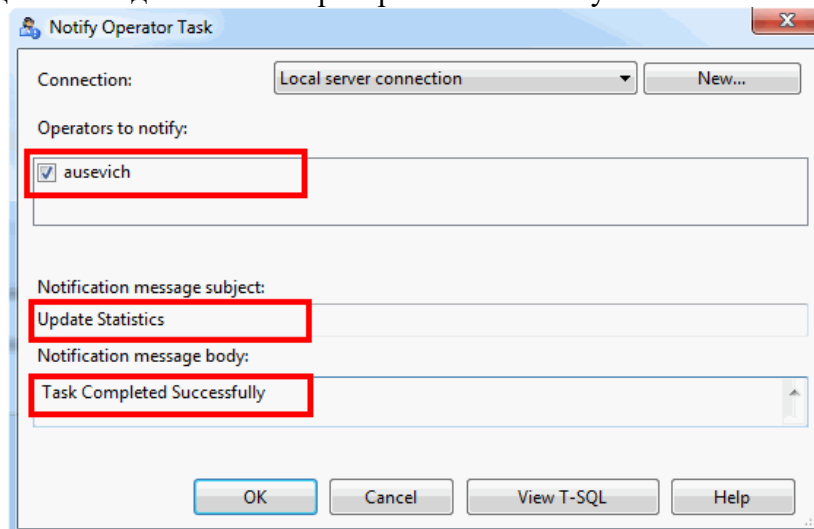 Notify Operator Task
Connection: Local server connection New...
Operators to notify:
ausevich
Notification message subject:
Update Statistics
Notification message body:
Task Completed Successfully
OK Cancel View T-SQL Help